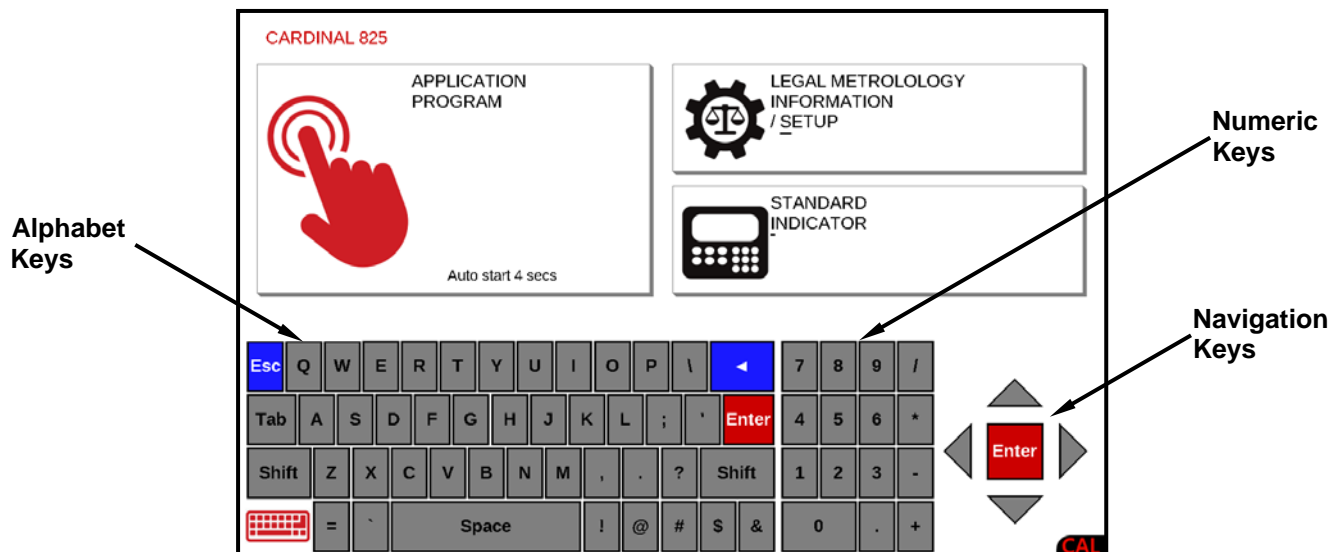 CARDINAL 825
APPLICATION
PROGRAM
Auto start 4 secs
LEGAL METROLOLOGY
INFORMATION
/ SETUP
STANDARD
INDICATOR
Numeric
Keys
Alphabet
Keys
Navigation
Keys
Esc Q W E R T Y U I O P \ ◄ 7 8 9 /
Tab A S D F G H J K L ; ' Enter 4 5 6 *
Enter
Shift Z X C V B N M , . ? Shift 1 2 3 -
= ` Space ! @ # $ & 0 . +
CAL